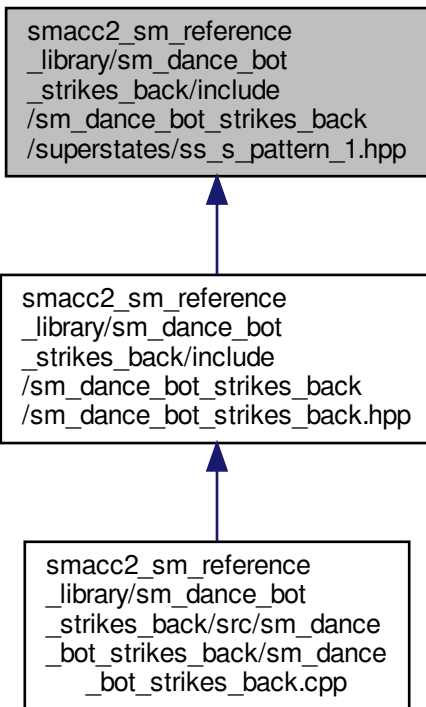 smacc2_sm_reference
_library/sm_dance_bot
_strikes_back/include
/sm_dance_bot_strikes_back
/superstates/ss_s_pattern_1.hpp
smacc2_sm_reference
_library/sm_dance_bot
_strikes_back/include
/sm_dance_bot_strikes_back
/sm_dance_bot_strikes_back.hpp
smacc2_sm_reference
_library/sm_dance_bot
_strikes_back/src/sm_dance
_bot_strikes_back/sm_dance
_bot_strikes_back.cpp